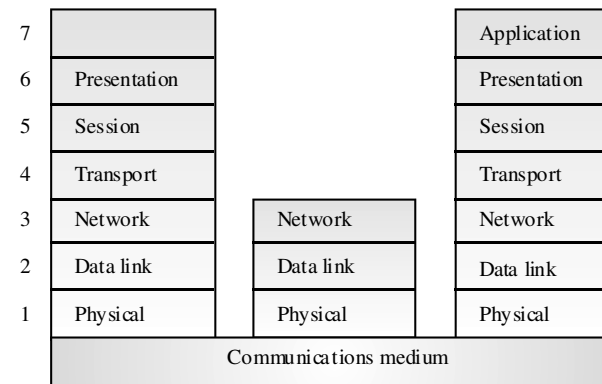 7 Application
6 Presentation Presentation
5 Session Session
4 Transport Transport
3 Network Network Network
2 Data link Data link Data link
1 Physical Physical Physical
Communications medium